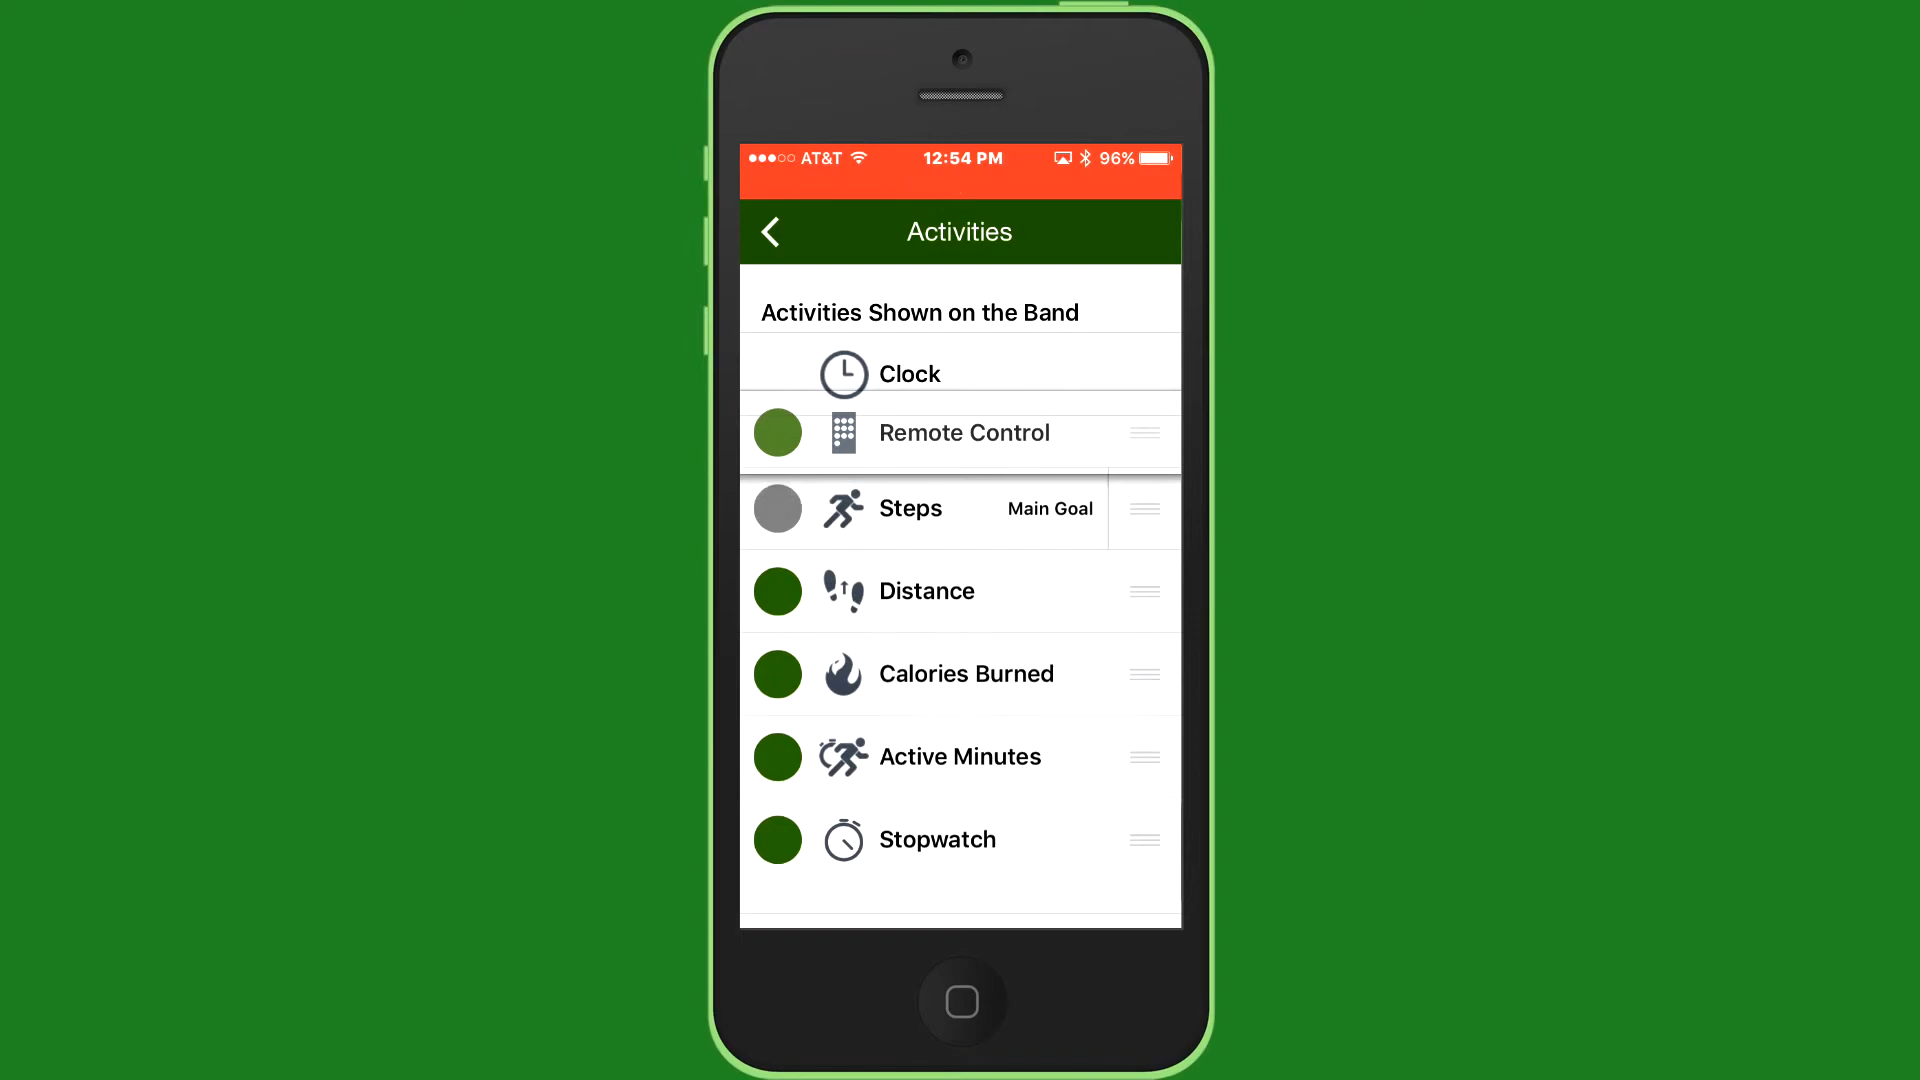 AT&T 12:54 PM 96%
Activities
Activities Shown on the Band
Clock
Remote Control
Steps Main Goal
Distance
Calories Burned
Active Minutes
Stopwatch